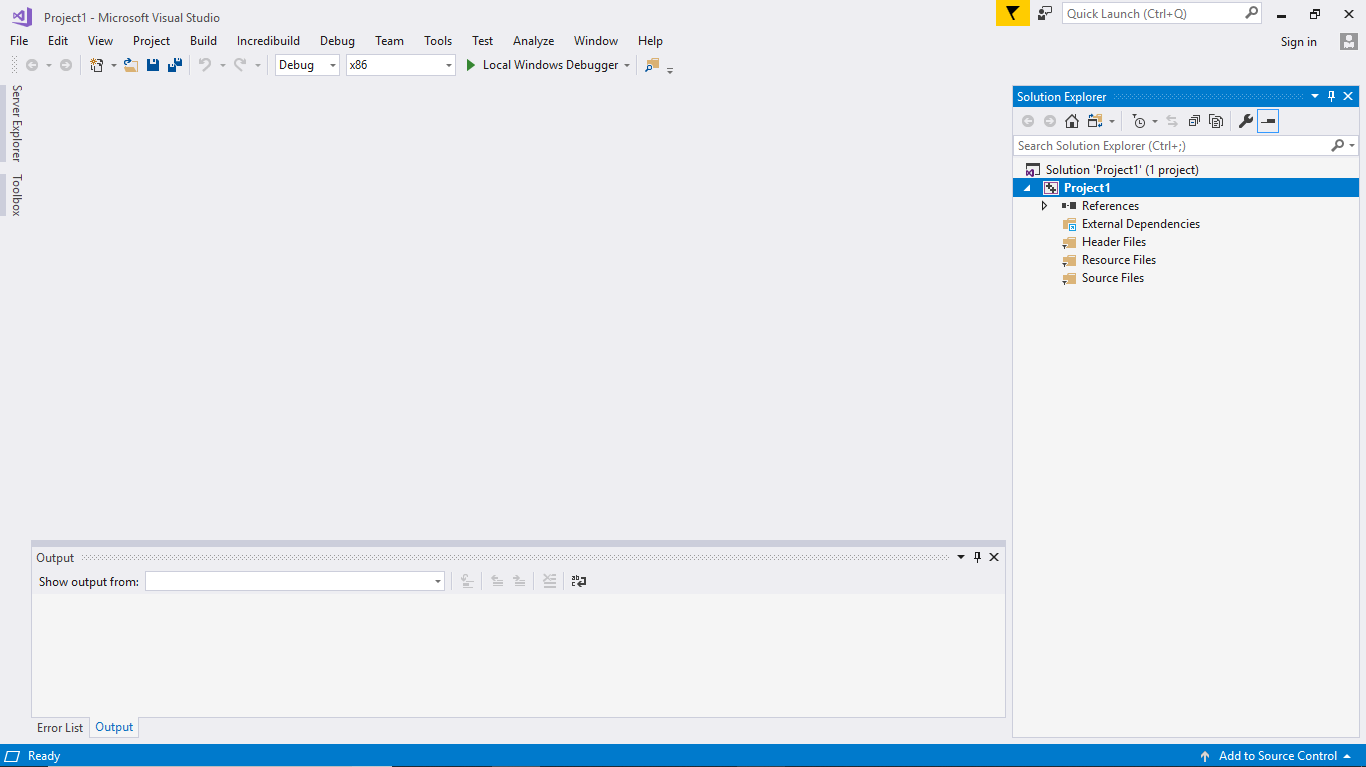 Project1 - Microsoft Visual Studio
Quick Launch (Ctrl+Q)
File Edit View Project Build Incredibuild Debug Team Tools Test Analyze Window Help
Sign in
Debug x86 Local Windows Debugger
Server Explorer
Toolbox
Solution Explorer
Search Solution Explorer (Ctrl+;)
Solution 'Project1' (1 project)
Project1
References
External Dependencies
Header Files
Resource Files
Source Files
Output
Show output from:
Error List Output
Ready
Add to Source Control